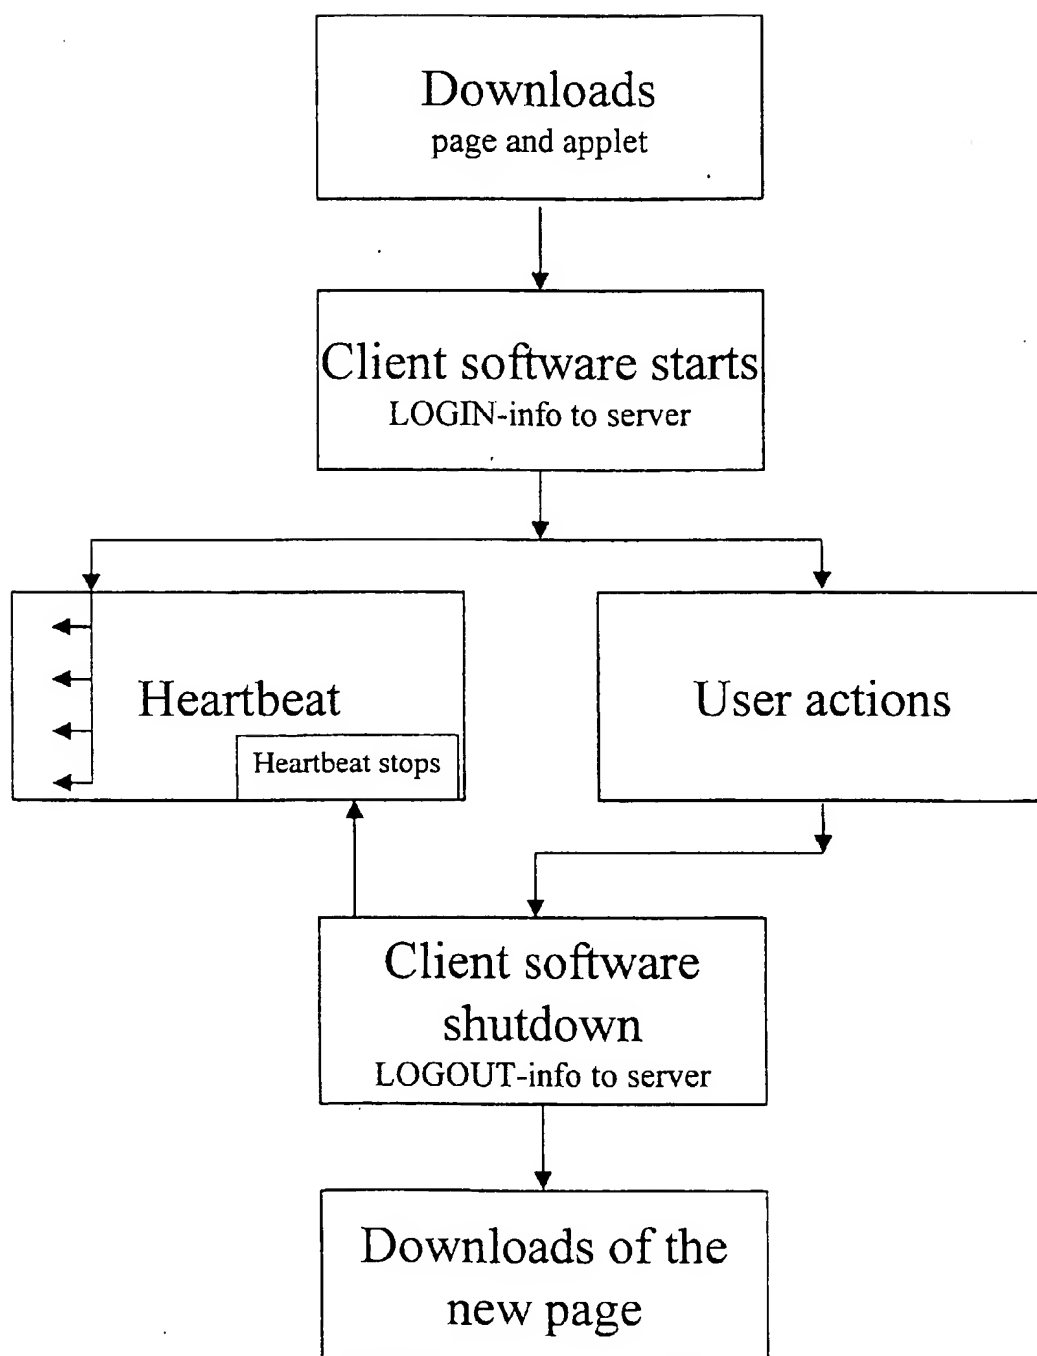 Downloads
page and applet
Client software starts
LOGIN-info to server
Heartbeat
Heartbeat stops
User actions
Client software
shutdown
LOGOUT-info to server
Downloads of the
new page